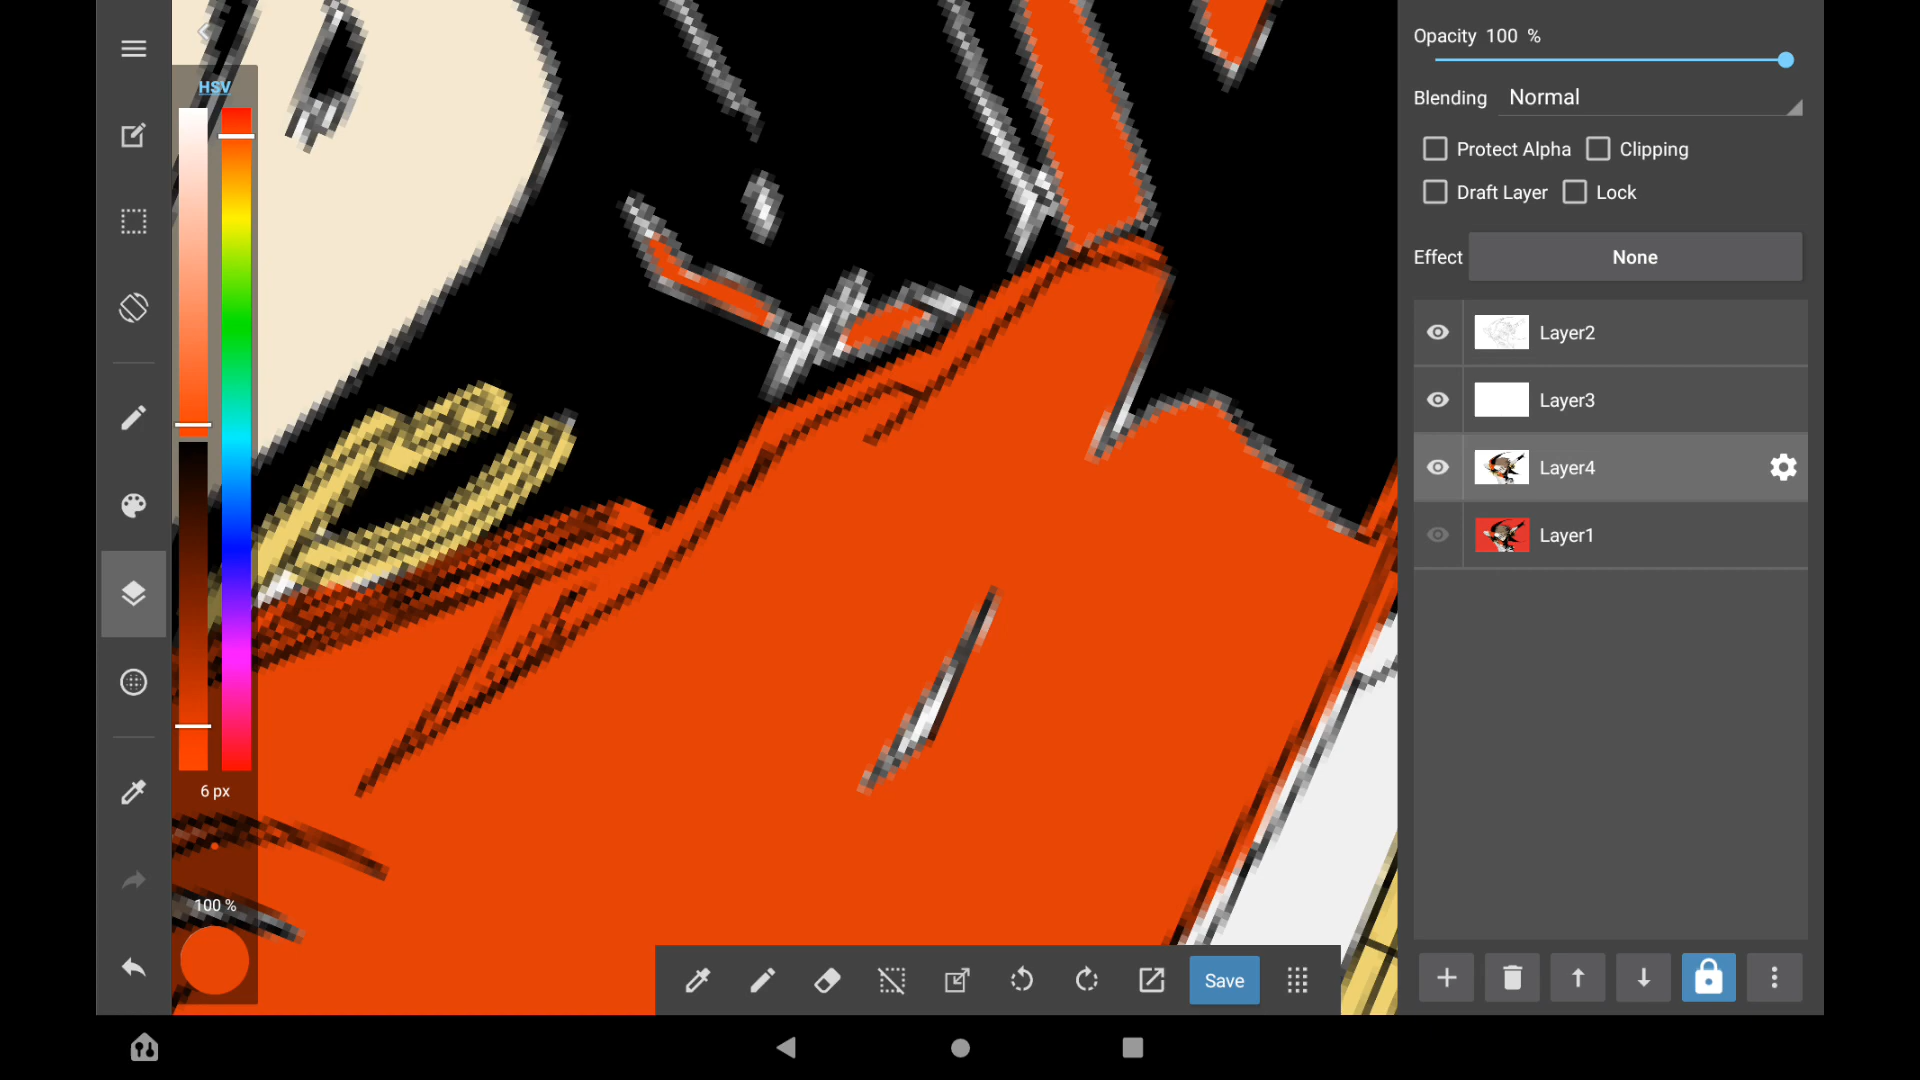 HSV
6 px
100 %
Save
Opacity 100 %
Blending Normal
Protect Alpha Clipping
Draft Layer Lock
Effect None
Layer2
Layer3
Layer4
Layer1